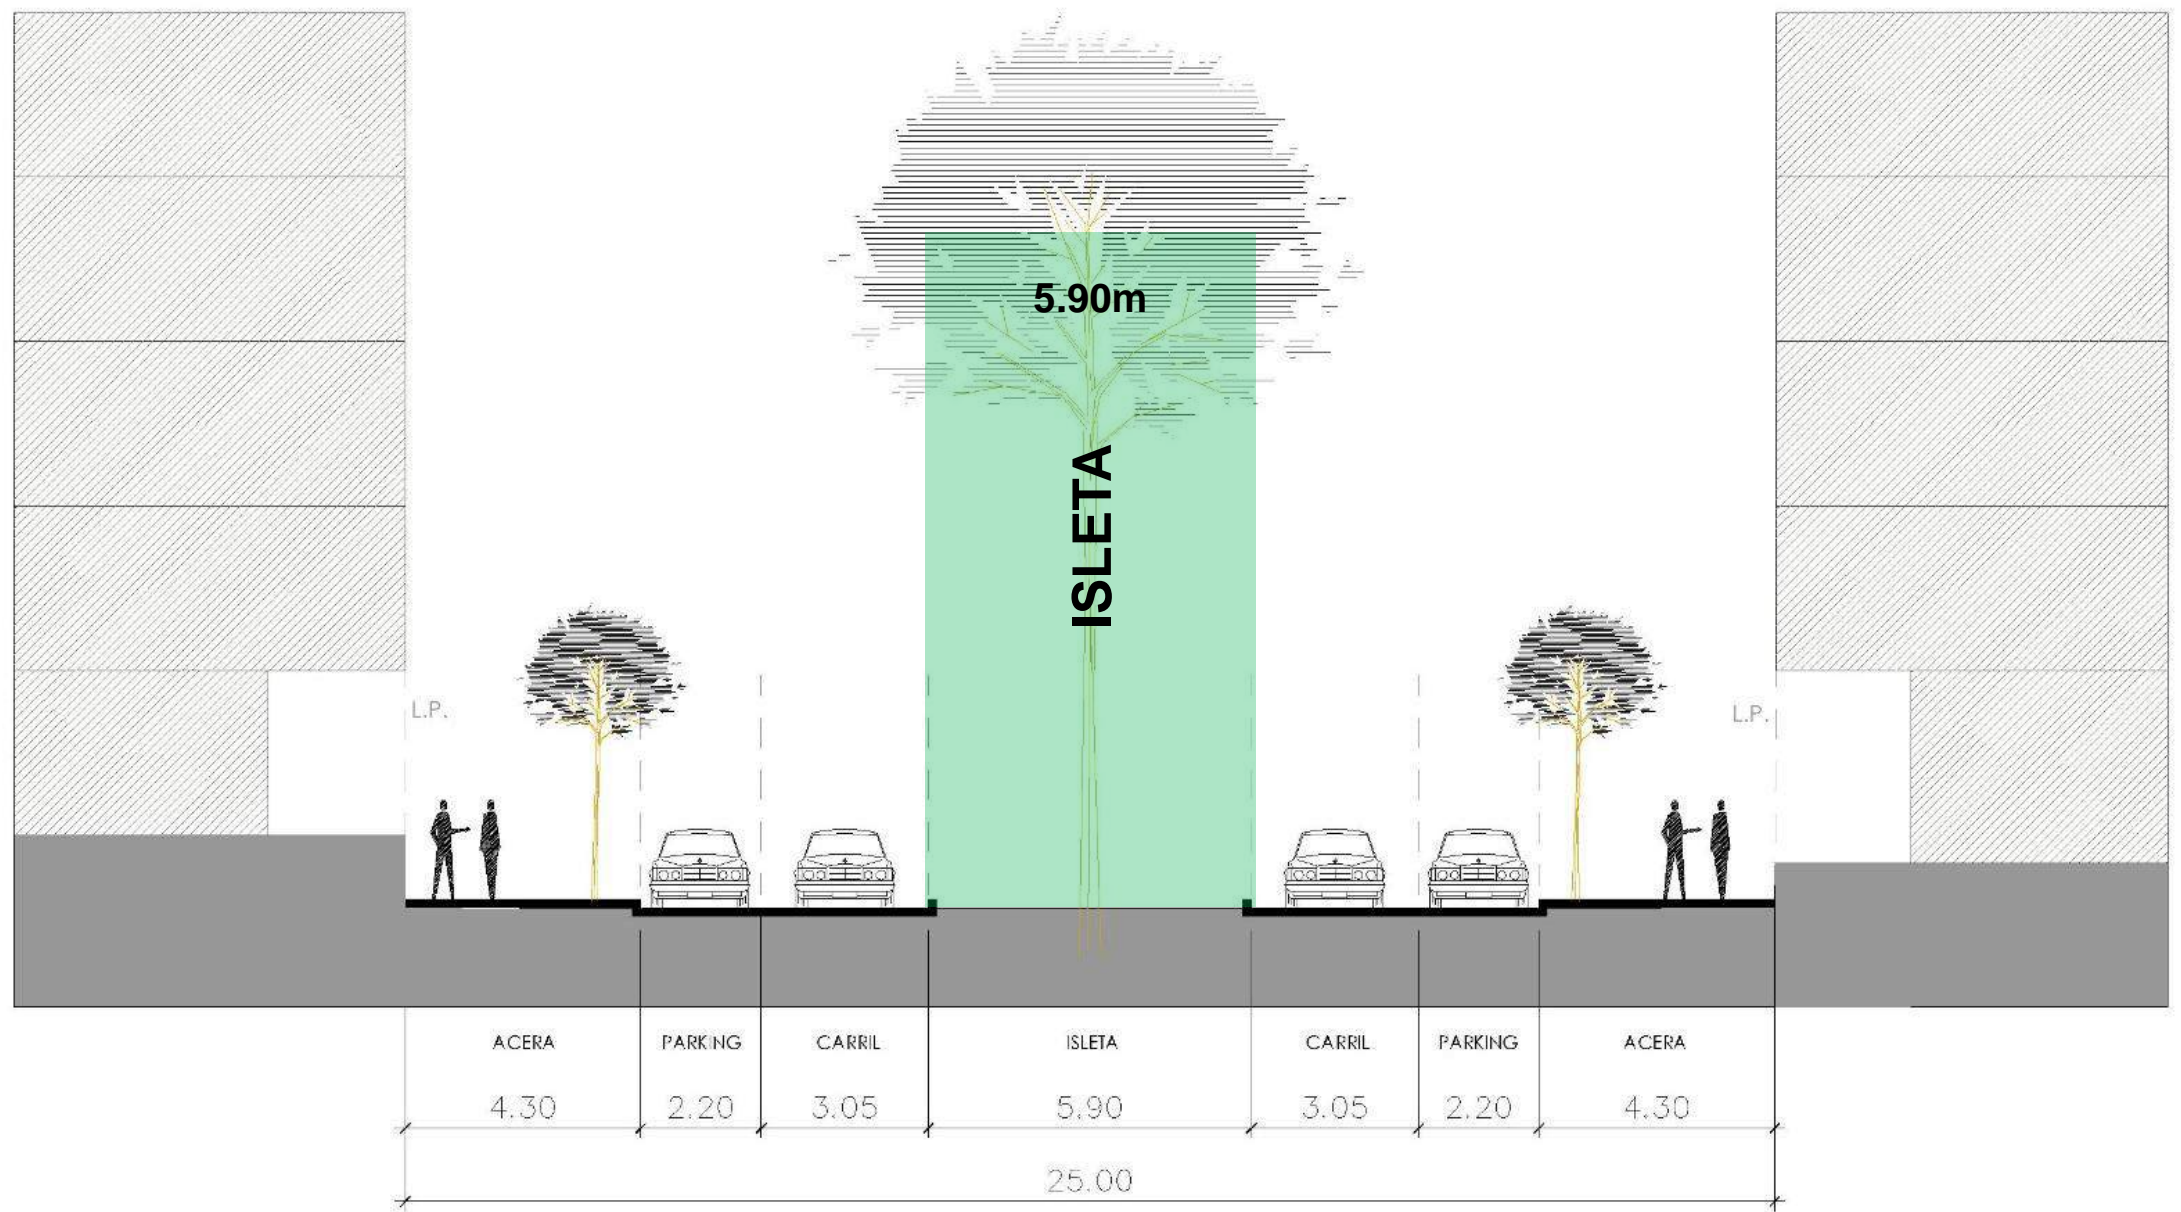 5.90m
ISLETA
L.P.
L.P.
ACERA PARKING CARRIL ISLETA CARRIL PARKING ACERA
4.30 2.20 3.05 5.90 3.05 2.20 4.30
25.00